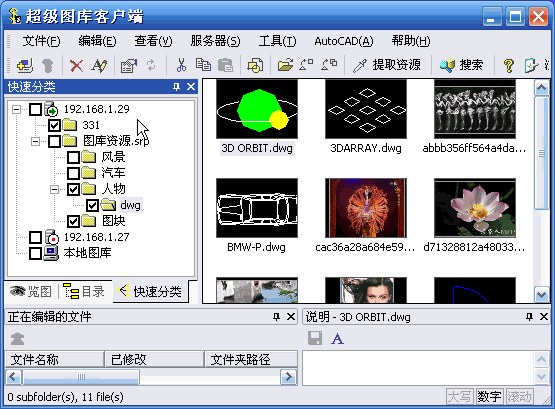 超级图库客户端
文件(F) 编辑(E) 查看(V) 服务器(S) 工具(T) AutoCAD(A) 帮助(H)
提取资源 搜索
快速分类
192.168.1.29
331
图库资源.srp
风景
汽车
人物
dwg
图块
192.168.1.27
本地图库
览图 目录 快速分类
3D ORBIT.dwg 3DARRAY.dwg abbb356ff564a4da...
BMW-P.dwg cac36a28a684e59... d71328812a48033...
正在编辑的文件
文件名称 已修改 文件夹路径
说明 - 3D ORBIT.dwg
A
0 subfolder(s), 11 file(s)
大写 数字 滚动